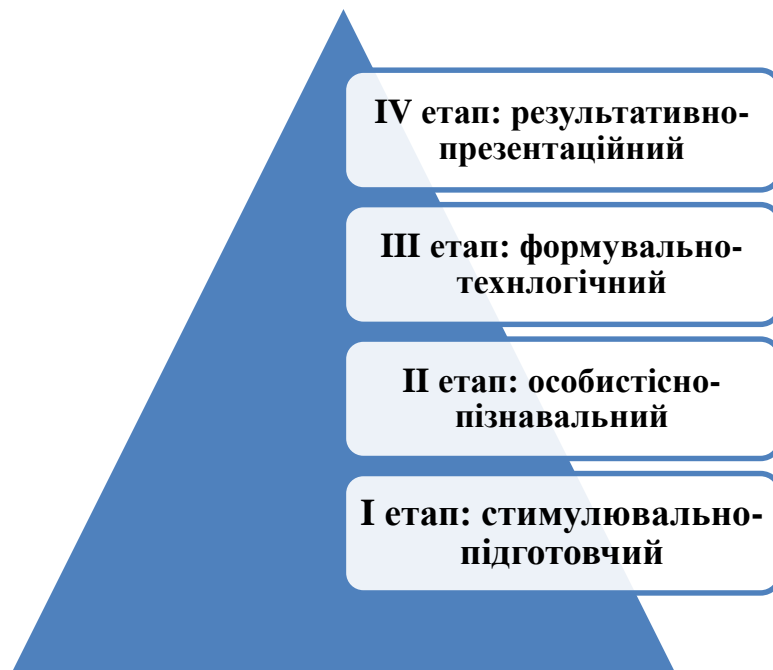 IV етап: результативно-
презентаційний
III етап: формувально-
технлогічний
II етап: особистісно-
пізнавальний
I етап: стимулювально-
підготовчий